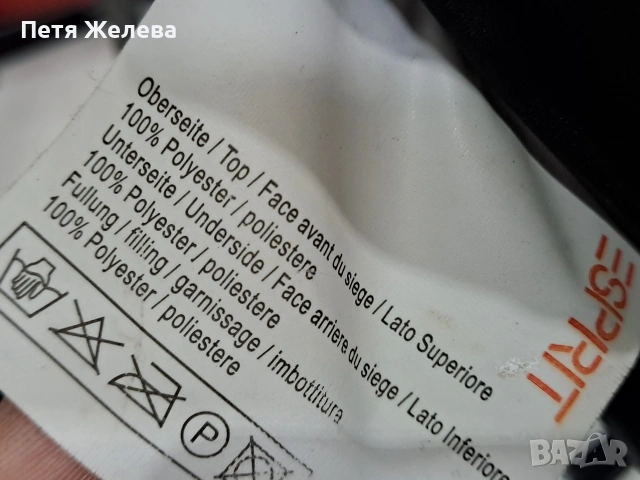 Петя Желева
Oberseite / Top / Face avant du siege / Lato Superiore
100% Polyester / poliestere
Unterseite / Underside / Face arriere du siege / Lato Inferiore
100% Polyester / poliestere
Fullung / filling / garnissage / imbottitura
100% Polyester / poliestere
P
ESPRIT
BAZAR